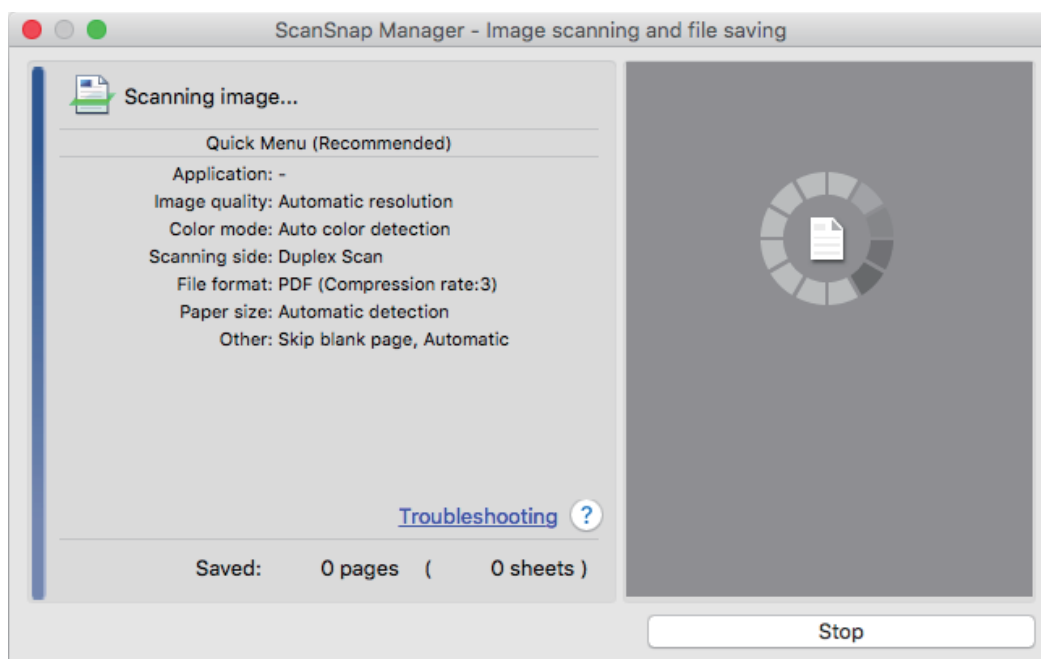 ScanSnap Manager - Image scanning and file saving
Scanning image...
Quick Menu (Recommended)
Application: -
Image quality: Automatic resolution
Color mode: Auto color detection
Scanning side: Duplex Scan
File format: PDF (Compression rate:3)
Paper size: Automatic detection
Other: Skip blank page, Automatic
Troubleshooting ?
Saved: 0 pages ( 0 sheets )
Stop